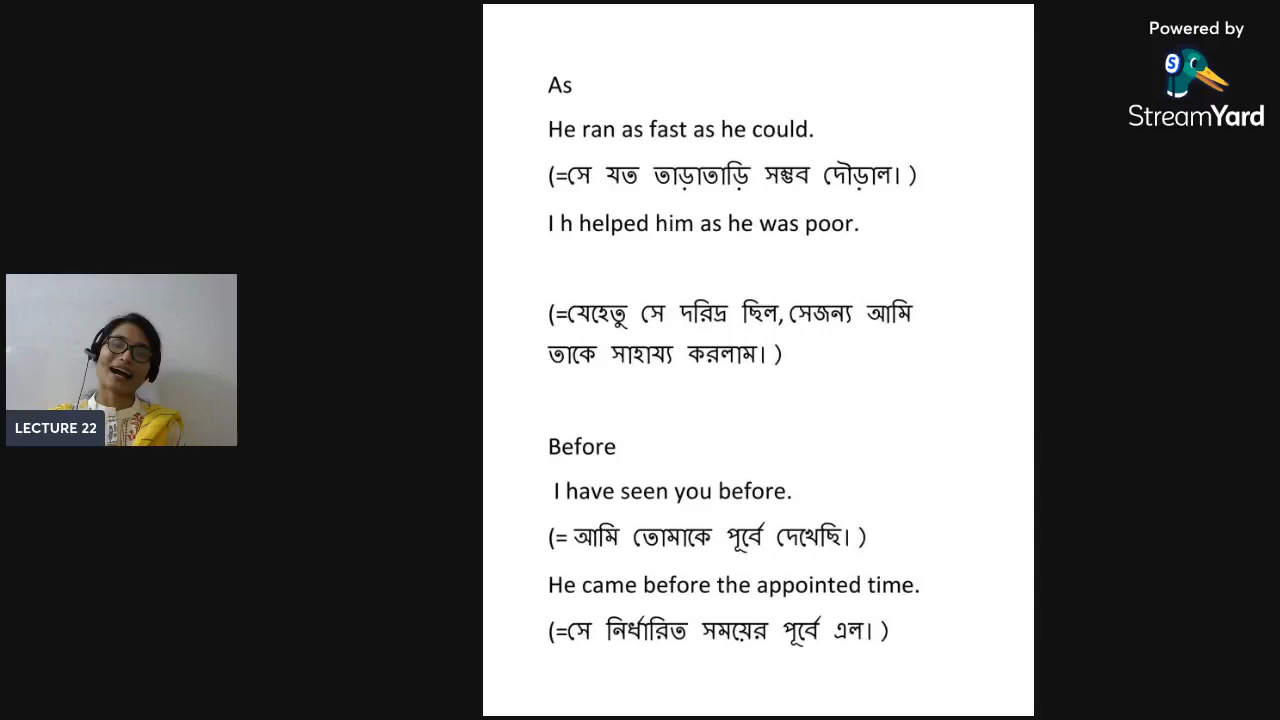 Powered by
StreamYard
As
He ran as fast as he could.
(=সে যত তাড়াতাড়ি সম্ভব দৌড়াল। )
I h helped him as he was poor.
(=যেহেতু সে দরিদ্র ছিল, সেজন্য আমি
তাকে সাহায্য করলাম। )
Before
I have seen you before.
(= আমি তোমাকে পূর্বে দেখেছি। )
He came before the appointed time.
(=সে নির্ধারিত সময়ের পূর্বে এল। )
LECTURE 22